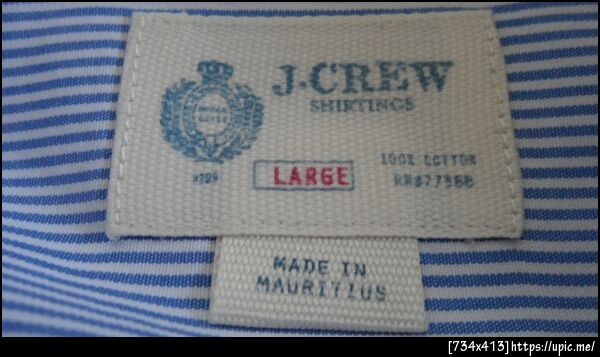 J.CREW
SHIRTINGS
LARGE
100% COTTON
MADE IN
MAURITIUS
[734x413]https://upic.me/